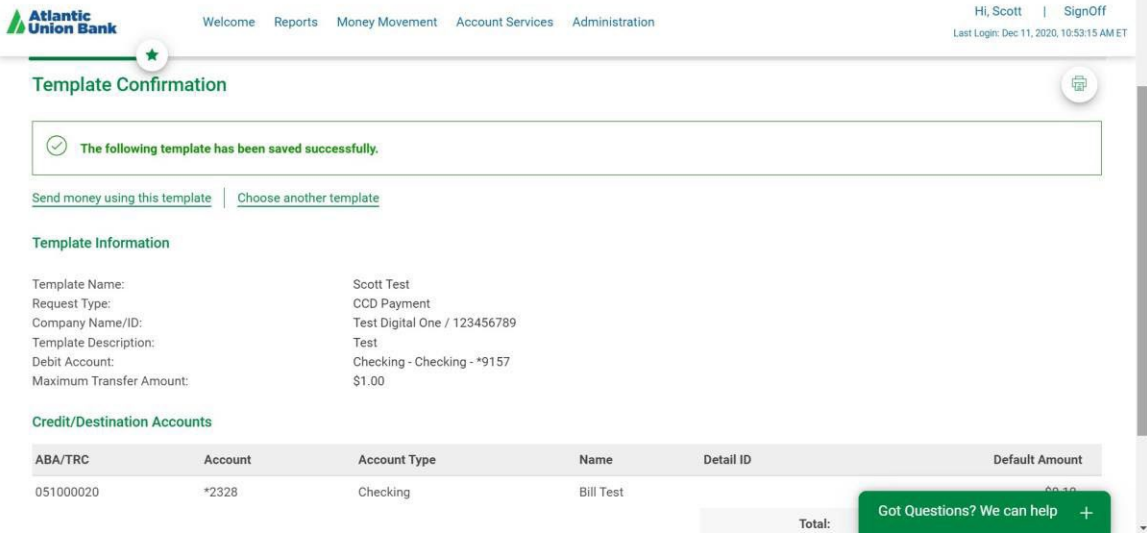 Atlantic
Union Bank
Welcome Reports Money Movement Account Services Administration
Hi, Scott | SignOff
Last Login: Dec 11, 2020, 10:53:15 AM ET
Template Confirmation
The following template has been saved successfully.
Send money using this template | Choose another template
Template Information
Template Name: Scott Test
Request Type: CCD Payment
Company Name/ID: Test Digital One / 123456789
Template Description: Test
Debit Account: Checking - Checking - *9157
Maximum Transfer Amount: $1.00
Credit/Destination Accounts
ABA/TRC Account Account Type Name Detail ID Default Amount
051000020 *2328 Checking Bill Test
Got Questions? We can help +
Total: